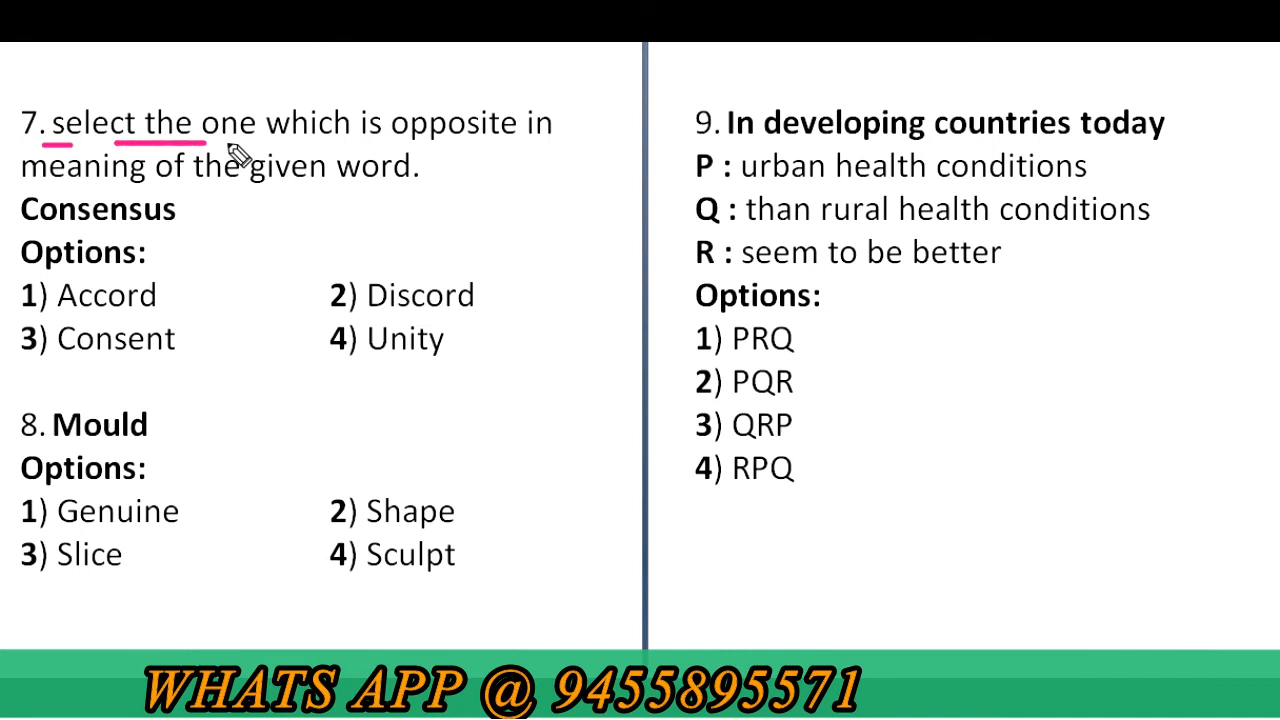 7. select the one which is opposite in
meaning of the given word.
Consensus
Options:
1) Accord 2) Discord
3) Consent 4) Unity
8. Mould
Options:
1) Genuine 2) Shape
3) Slice 4) Sculpt
9. In developing countries today
P : urban health conditions
Q : than rural health conditions
R : seem to be better
Options:
1) PRQ
2) PQR
3) QRP
4) RPQ
WHATS APP @ 9455895571